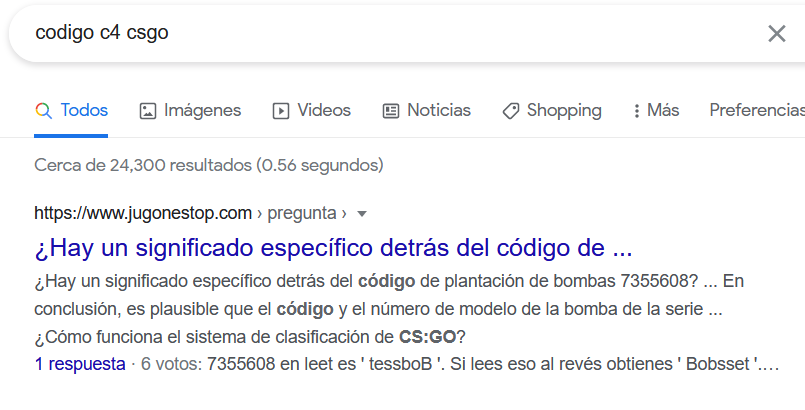 codigo c4 csgo
Todos Imágenes Videos Noticias Shopping Más Preferencias
Cerca de 24,300 resultados (0.56 segundos)
https://www.jugonestop.com › pregunta ›
¿Hay un significado específico detrás del código de ...
¿Hay un significado específico detrás del código de plantación de bombas 7355608? ... En
conclusión, es plausible que el código y el número de modelo de la bomba de la serie ...
¿Cómo funciona el sistema de clasificación de CS:GO?
1 respuesta · 6 votos: 7355608 en leet es ' tessboB '. Si lees eso al revés obtienes ' Bobsset '.…